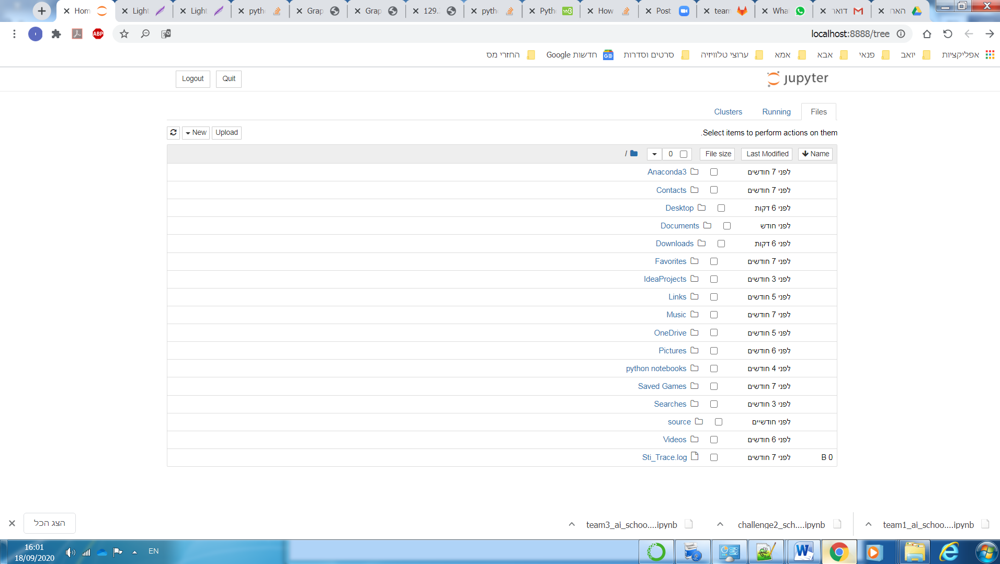 Hom
Light
Light
pyth
Grap
Grap
129.
pyth
Pyth
How
Post
team
Wha
דואר
האח
localhost:8888/tree
ABP
אפליקציות
יואב
פנאי
אבא
אמא
ערוצי טלוויזיה
סרטים וסדרות
חדשות Google
החזרי מס
Logout
Quit
jupyter
Files
Running
Clusters
.Select items to perform actions on them
Upload
New
Name
Last Modified
File size
0
/
Anaconda3 לפני 7 חודשים
Contacts לפני 7 חודשים
Desktop לפני 6 דקות
Documents לפני חודש
Downloads לפני 6 דקות
Favorites לפני 7 חודשים
IdeaProjects לפני 3 חודשים
Links לפני 5 חודשים
Music לפני 7 חודשים
OneDrive לפני 5 חודשים
Pictures לפני 6 חודשים
python notebooks לפני 4 חודשים
Saved Games לפני 7 חודשים
Searches לפני 3 חודשים
source לפני חודשיים
Videos לפני 6 חודשים
Sti_Trace.log לפני 7 חודשים B 0
team1_ai_schoo....ipynb
challenge2_sch....ipynb
team3_ai_schoo....ipynb
הצג הכל
EN
16:01
18/09/2020